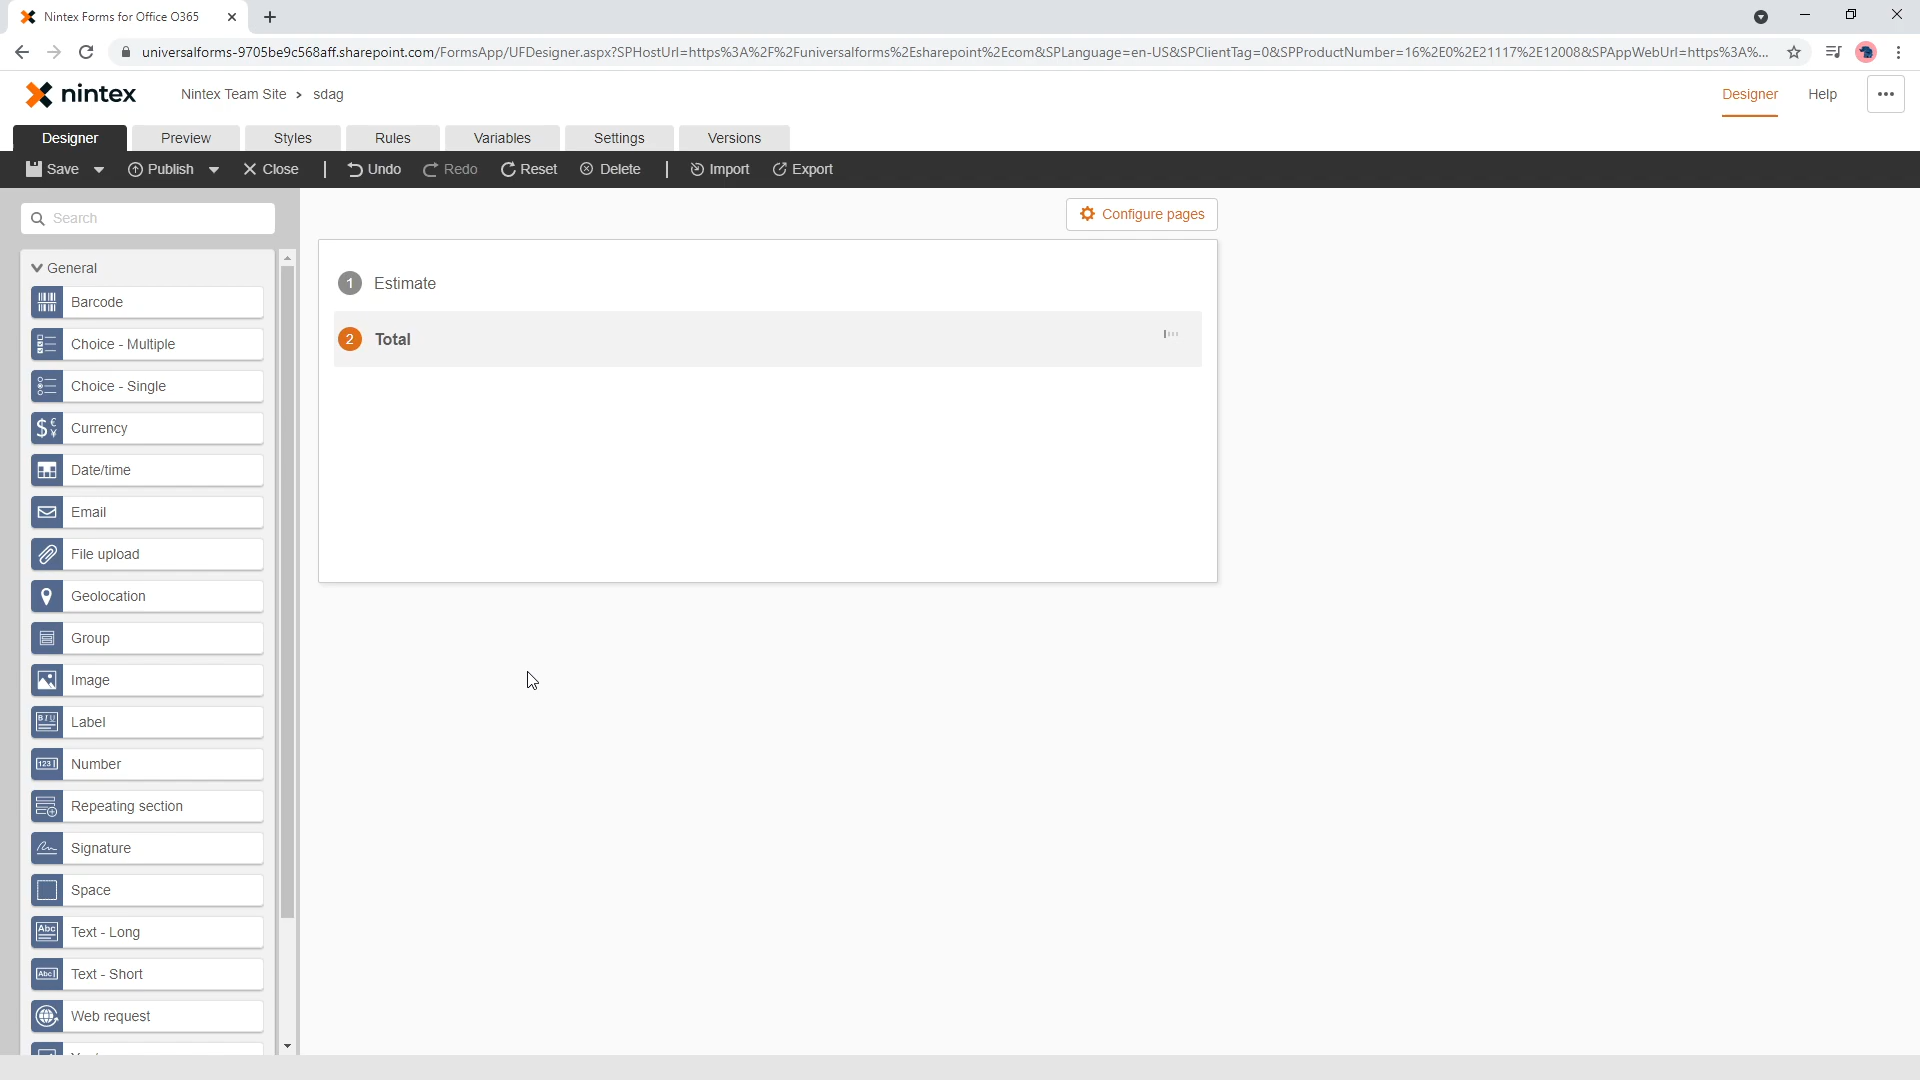 Nintex Forms for Office O365
universalforms-9705be9c568aff.sharepoint.com/FormsApp/UFDesigner.aspx?SPHostUrl=https%3A%2F%2Funiversalforms%2Esharepoint%2Ecom&SPLanguage=en-US&SPClientTag=0&SPProductNumber=16%2E0%2E21117%2E12008&SPAppWebUrl=https%3A%...
nintex Nintex Team Site > sdag Designer Help
Designer Preview Styles Rules Variables Settings Versions
Save Publish Close Undo Redo Reset Delete Import Export
Search
Configure pages
General
1 Estimate
2 Total
Barcode
Choice - Multiple
Choice - Single
Currency
Date/time
Email
File upload
Geolocation
Group
Image
B I U Label
123 Number
Repeating section
Signature
Space
Abc Text - Long
Abc Text - Short
Web request